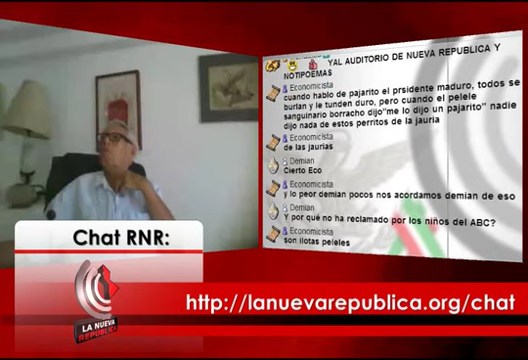 YAL AUDITORIO DE NUEVA REPUBLICA Y
NOTIPOEMAS
Economicista
cuando hablo de pajarito el prsidente maduro, todos se
burlan y le tunden duro, pero cuando el pelele
sanguinario borracho dijo"me lo dijo un pajarito" nadie
dijo nada de estos perritos de la jauria
Economicista
de las jaurias
Demian
Cierto Eco
Economicista
y lo peor demian pocos nos acordamos demian de eso
Demian
Y por qué no ha reclamado por los niños del ABC?
Economicista
son ilotas peleles
Chat RNR:
LA NUEVA
REPUBLICA
http://lanuevarepublica.org/chat